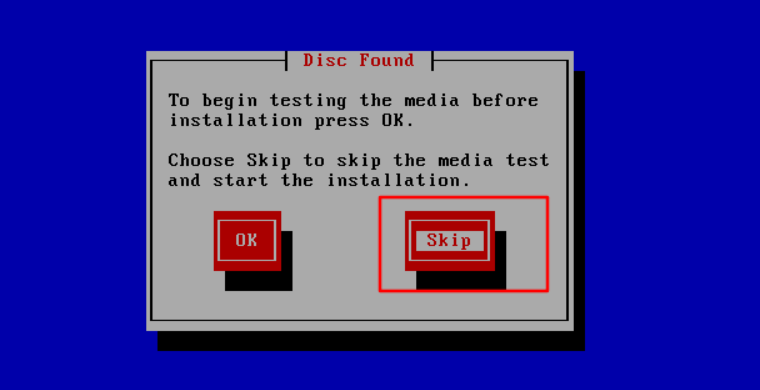 Disc Found
To begin testing the media before
installation press OK.
Choose Skip to skip the media test
and start the installation.
OK
Skip